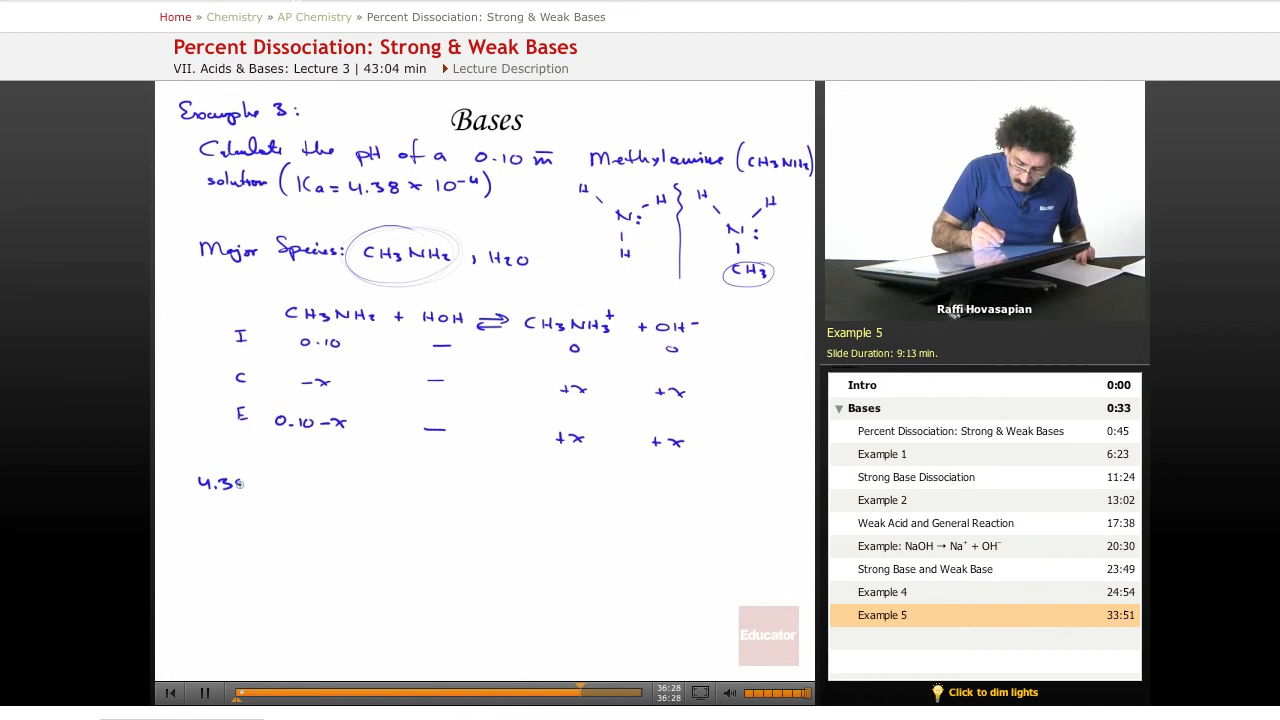 Home » Chemistry » AP Chemistry » Percent Dissociation: Strong & Weak Bases
Percent Dissociation: Strong & Weak Bases
VII. Acids & Bases: Lecture 3 | 43:04 min Lecture Description
Example 3:
Bases
Calculate the pH of a 0.10 m̄ Methylamine (CH3NH2)
solution (Ka = 4.38 × 10⁻⁴)
H H N: H
H H N: CH3
Major Species: CH3NH2, H2O
CH3NH2 + HOH ⇌ CH3NH3⁺ + OH⁻
I 0.10 — 0 0
C -x — +x +x
E 0.10-x — +x +x
4.38
Educator
Educator
Raffi Hovasapian
Example 5
Slide Duration: 9:13 min.
Intro 0:00
Bases 0:33
Percent Dissociation: Strong & Weak Bases 0:45
Example 1 6:23
Strong Base Dissociation 11:24
Example 2 13:02
Weak Acid and General Reaction 17:38
Example: NaOH → Na⁺ + OH⁻ 20:30
Strong Base and Weak Base 23:49
Example 4 24:54
Example 5 33:51
36:28
36:28
Click to dim lights